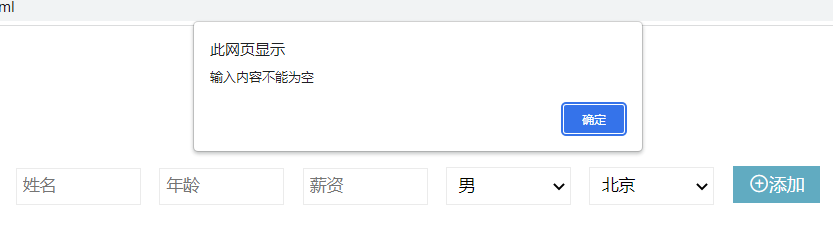 ml
此网页显示
输入内容不能为空
确定
姓名 年龄 薪资 男 北京 添加